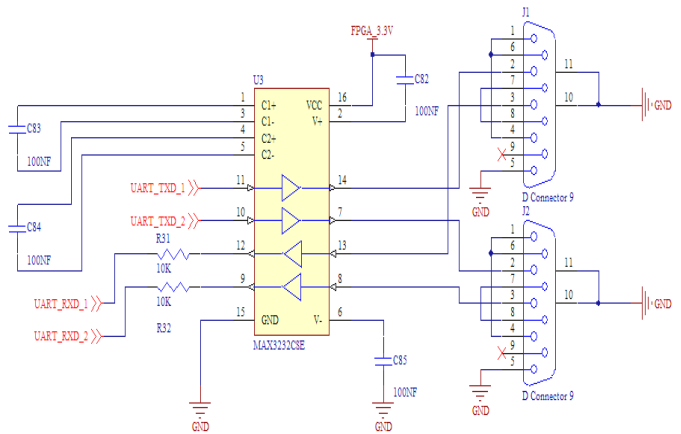 J1
FPGA_3.3V
1
6
2
7
3
8
4
9
5
11
10
GND
GND
D Connector 9
U3
C82
100NF
1 C1+ VCC 16
3 C1- V+ 2
4 C2+
5 C2-
C83
100NF
C84
100NF
UART_TXD_1 11 14
UART_TXD_2 10 7
R31
10K
12 13
10K
9 8
R32
UART_RXD_1
UART_RXD_2
15 GND V- 6
MAX3232CSE
C85
100NF
GND
GND
J2
1
6
2
7
3
8
4
9
5
11
10
GND
GND
D Connector 9